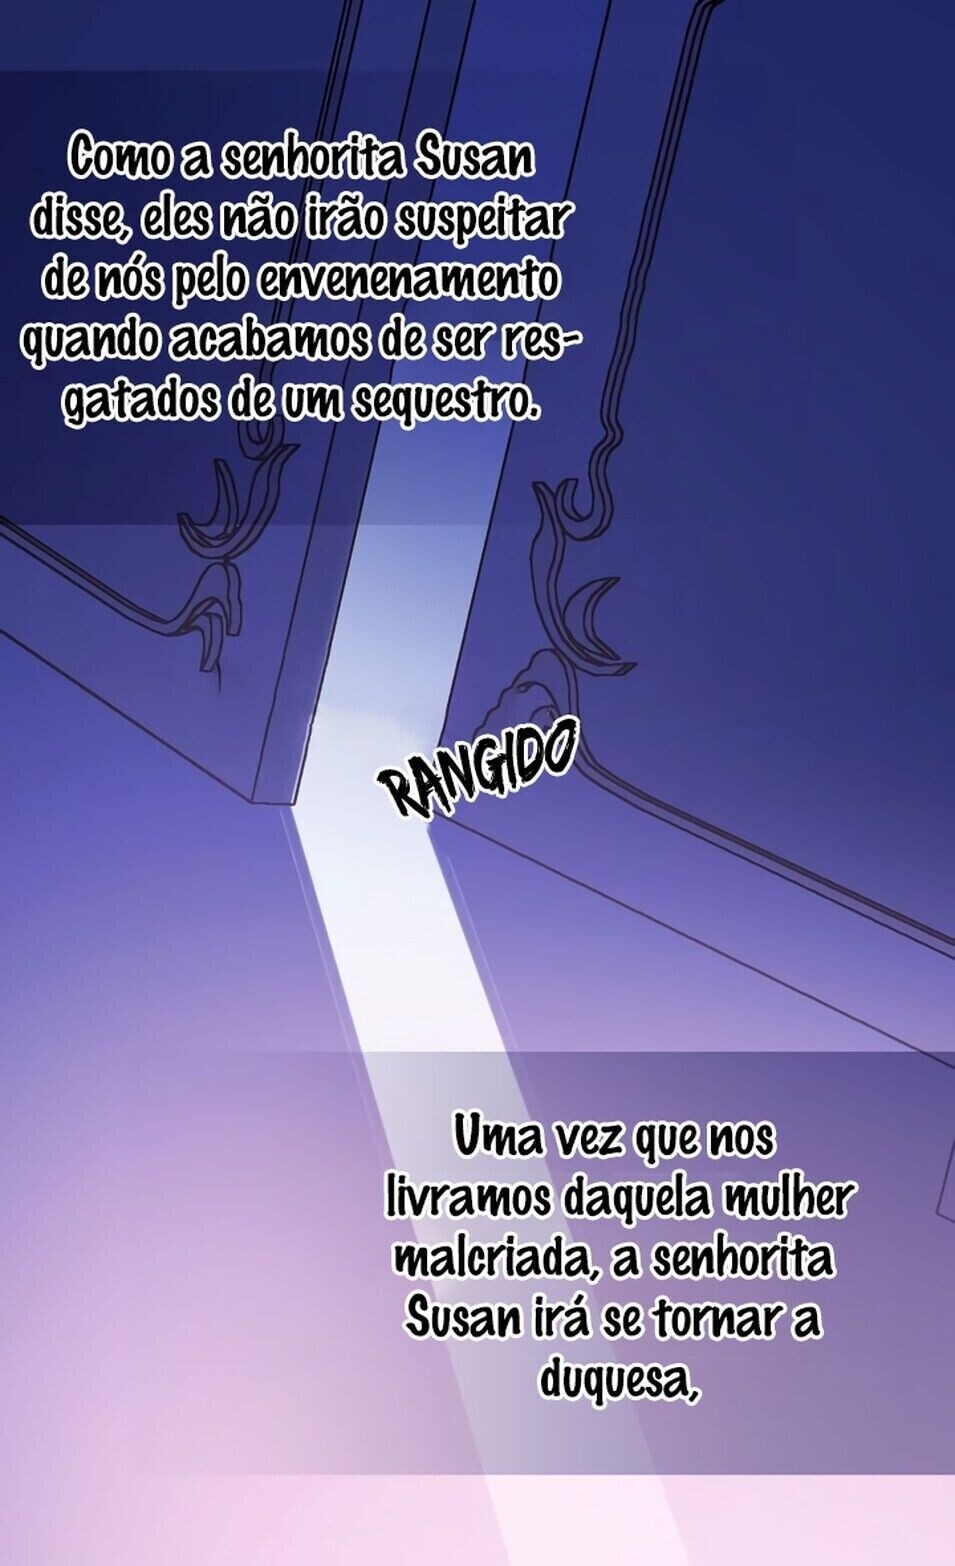 Como a senhorita Susan
disse, eles não irão suspeitar
de nós pelo envenenamento
quando acabamos de ser res-
gatados de um sequestro.
RANGIDO
Uma vez que nos
livramos daquela mulher
malcriada, a senhorita
Susan irá se tornar a
duquesa,